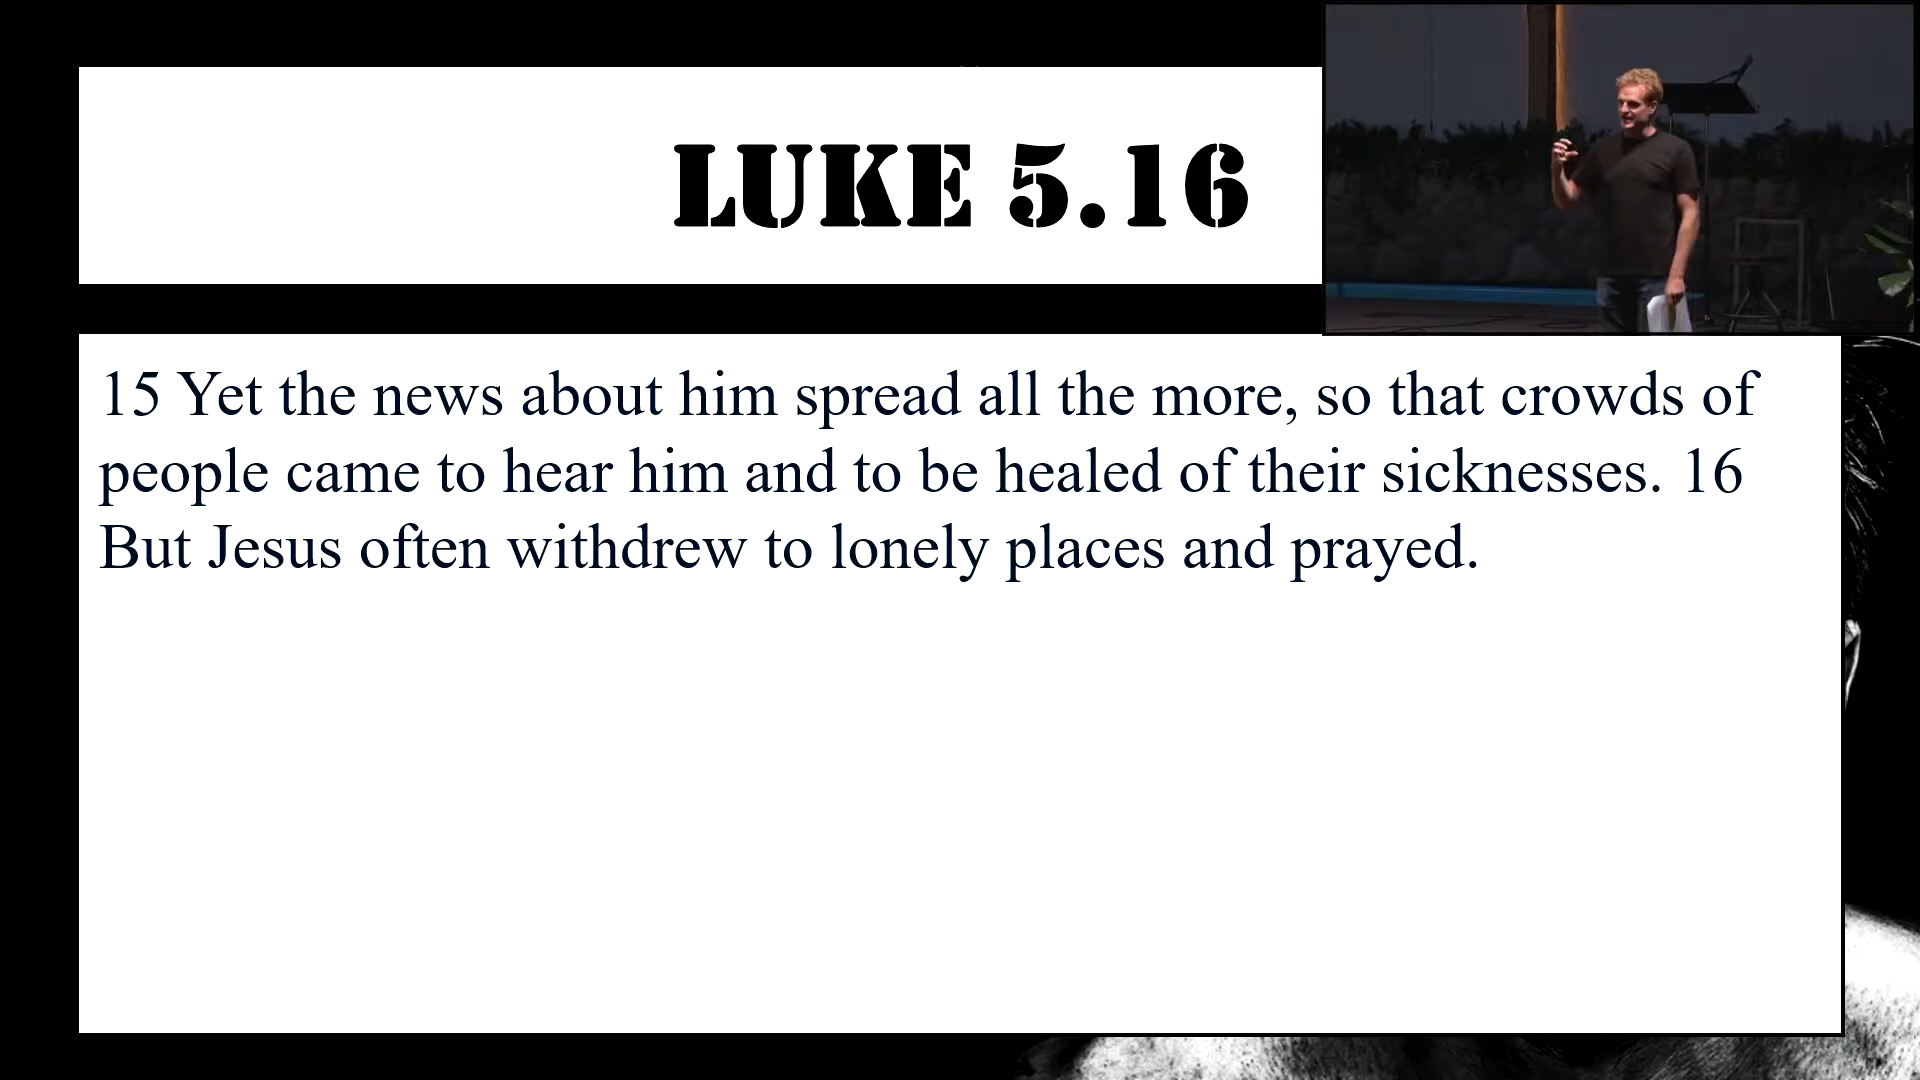 LUKE 5.16
15 Yet the news about him spread all the more, so that crowds of
people came to hear him and to be healed of their sicknesses. 16
But Jesus often withdrew to lonely places and prayed.